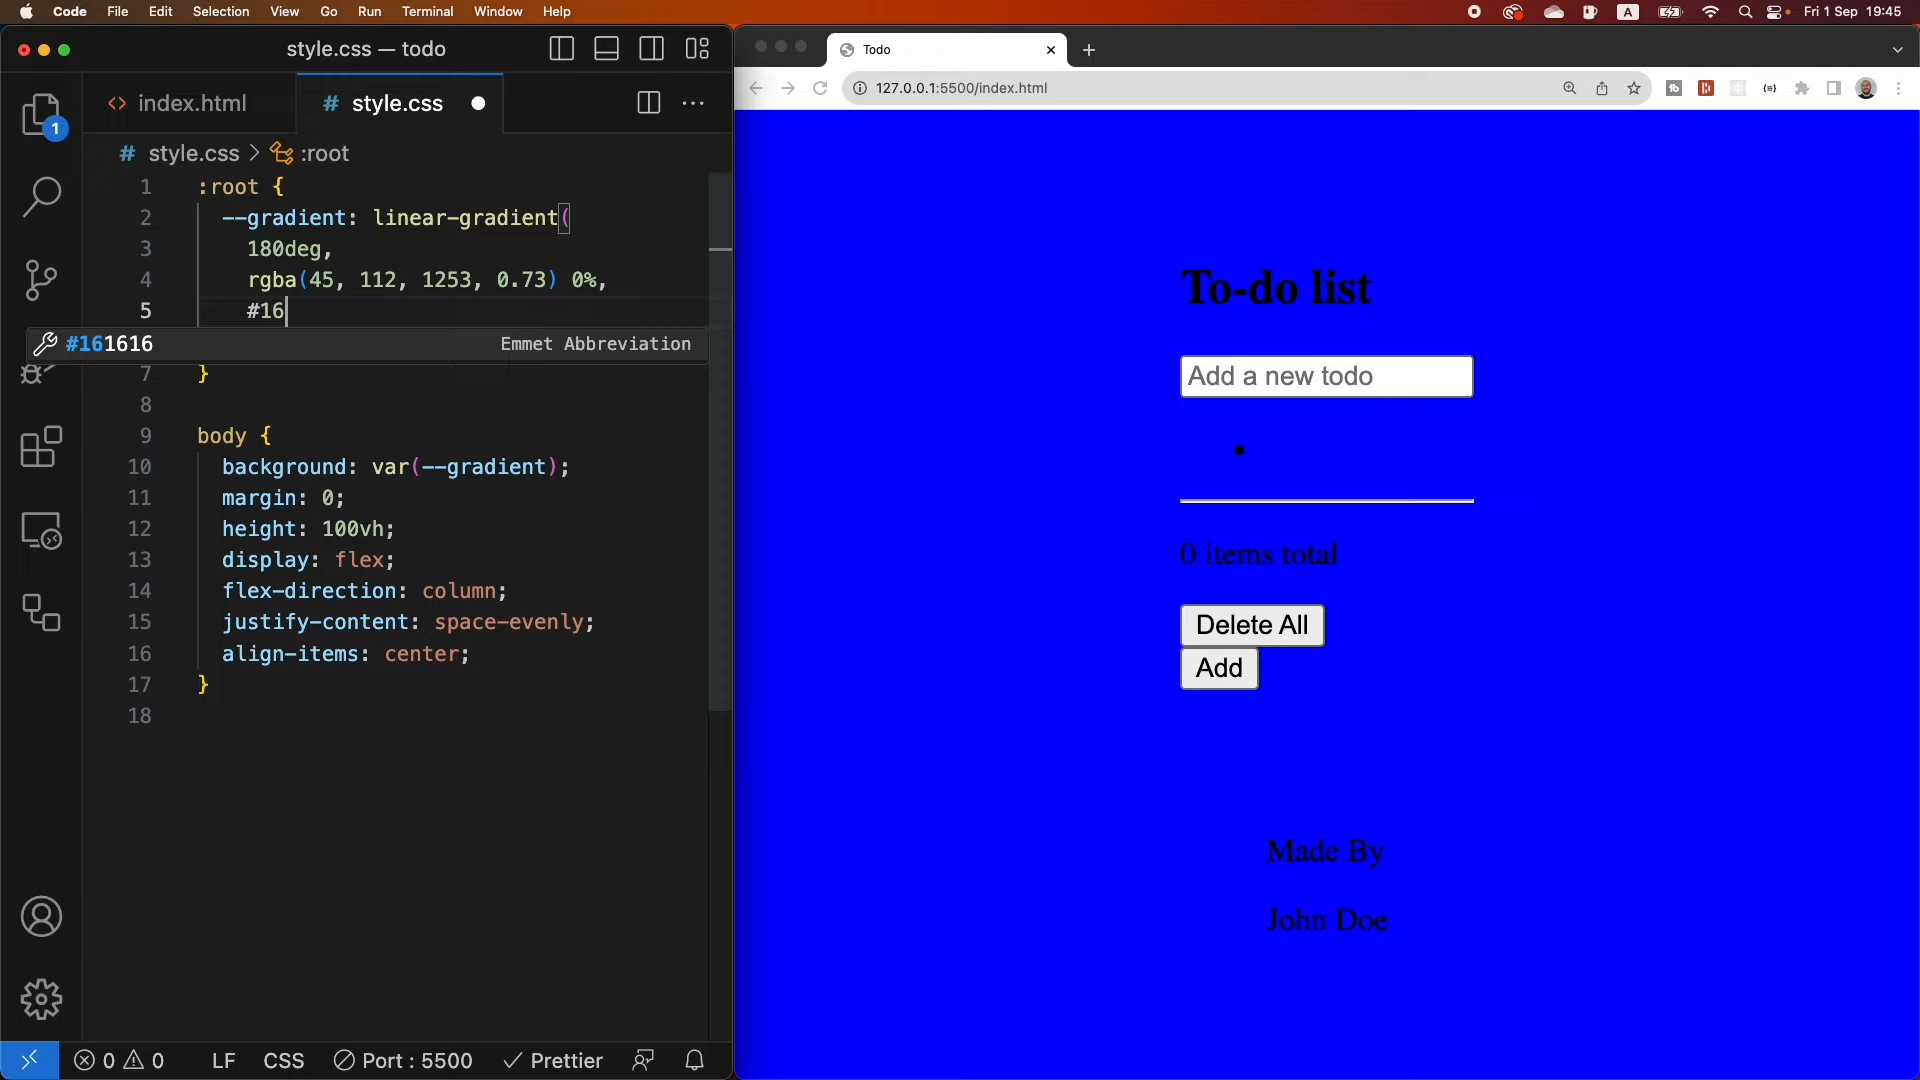 Code File Edit Selection View Go Run Terminal Window Help
A Fri 1 Sep 19:45
style.css — todo
index.html
# style.css
1
# style.css > :root
1 :root {
2 --gradient: linear-gradient(
3 180deg,
4 rgba(45, 112, 1253, 0.73) 0%,
5 #16
#161616 Emmet Abbreviation
7 }
8
9 body {
10 background: var(--gradient);
11 margin: 0;
12 height: 100vh;
13 display: flex;
14 flex-direction: column;
15 justify-content: space-evenly;
16 align-items: center;
17 }
18
0 0 LF CSS Port : 5500 Prettier
Todo
127.0.0.1:5500/index.html
To-do list
Add a new todo
0 items total
Delete All
Add
Made By
John Doe